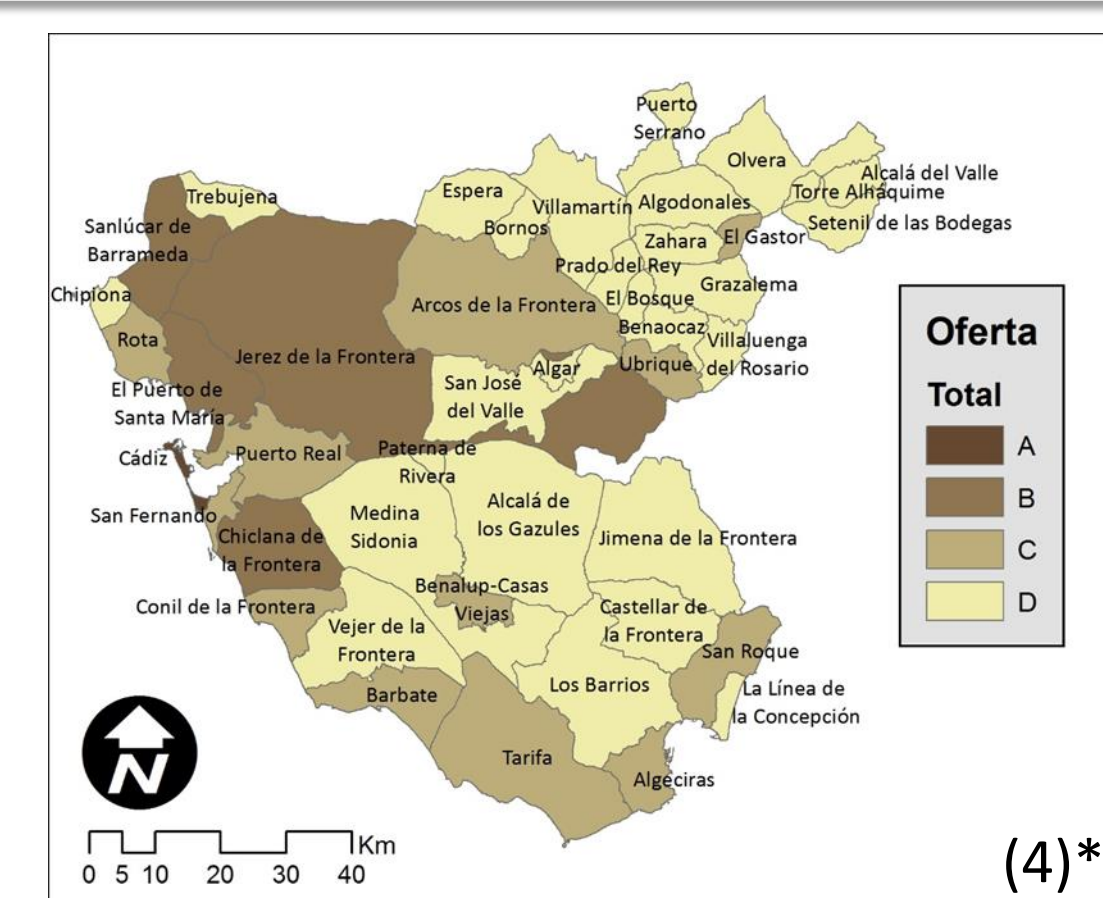 Puerto
Serrano
Olvera
Alcalá del Valle
Torre Alháquime
Setenil de las Bodegas
Trebujena
Espera
Bornos
Villamartín
Algodonales
Zahara
El Gastor
Sanlúcar de
Barrameda
Prado del Rey
Grazalema
Chipiona
Arcos de la Frontera
El Bosque
Benaocaz
Villaluenga
del Rosario
Rota
Jerez de la Frontera
Algar
Ubrique
San José
del Valle
El Puerto de
Santa María
Cádiz
Puerto Real
Paterna de
Rivera
San Fernando
Medina
Sidonia
Alcalá de
los Gazules
Jimena de la Frontera
Chiclana de
la Frontera
Benalup-Casas
Viejas
Conil de la Frontera
Castellar de
la Frontera
Vejer de la
Frontera
San Roque
Los Barrios
La Línea de
la Concepción
Barbate
Tarifa
Algeciras
Oferta
Total
A
B
C
D
N
Km
0 5 10 20 30 40
(4)*